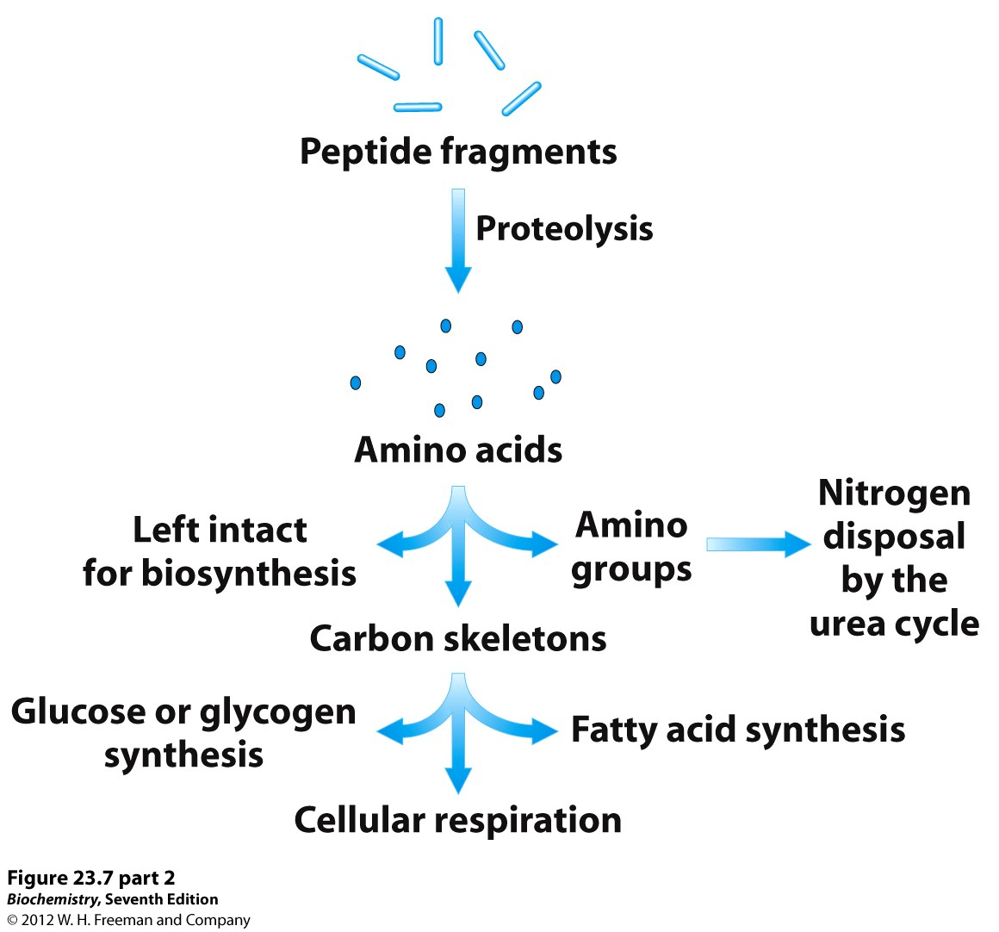 Peptide fragments
Proteolysis
Amino acids
Left intact
for biosynthesis
Amino
groups
Nitrogen
disposal
by the
urea cycle
Carbon skeletons
Glucose or glycogen
synthesis
Fatty acid synthesis
Cellular respiration
Figure 23.7 part 2
Biochemistry, Seventh Edition
© 2012 W. H. Freeman and Company